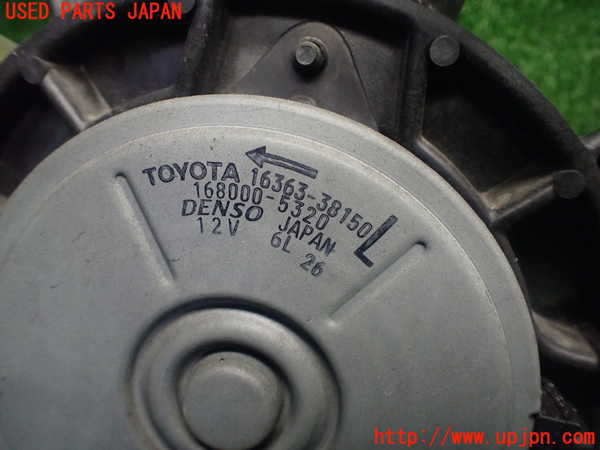 USED PARTS JAPAN
TOYOTA 16363-38150 L
168000-5320
DENSO JAPAN
12V 6L 26
http://www.upjpn.com/